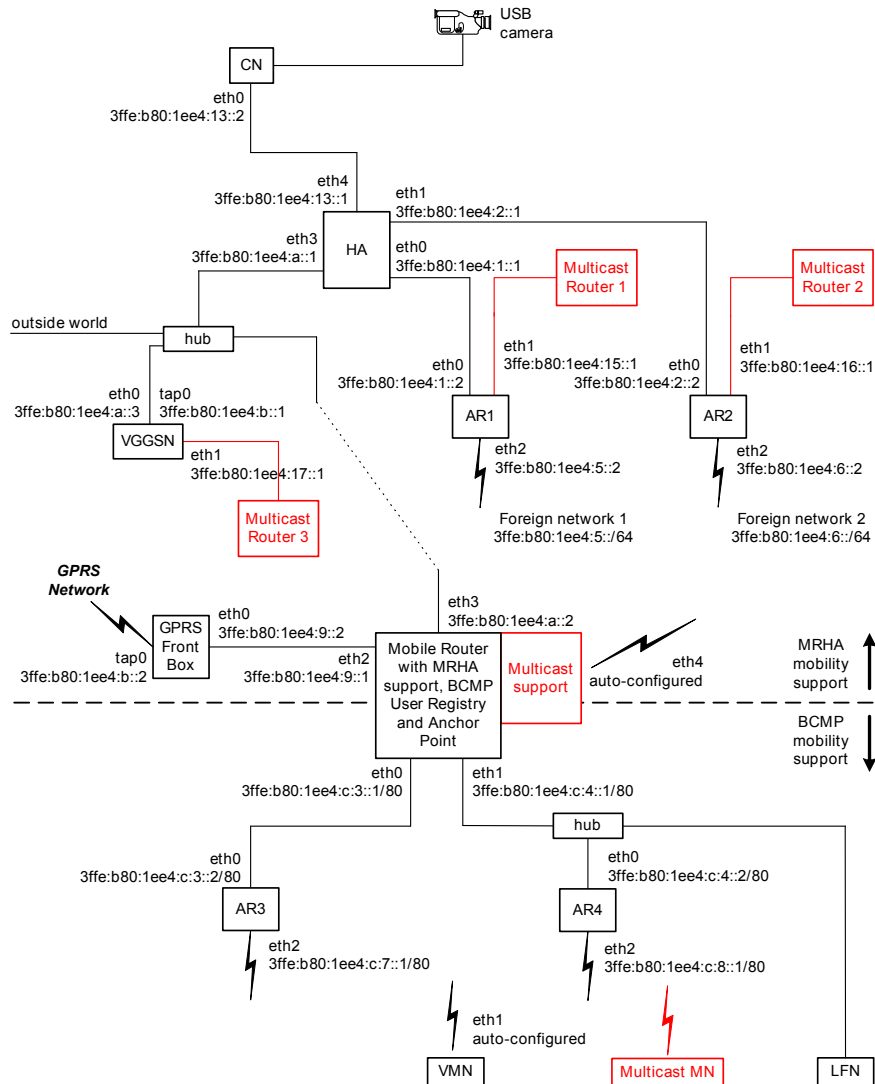 USB
camera
CN
eth0
3ffe:b80:1ee4:13::2
eth4
3ffe:b80:1ee4:13::1
eth1
3ffe:b80:1ee4:2::1
eth3
3ffe:b80:1ee4:a::1
HA
eth0
3ffe:b80:1ee4:1::1
Multicast
Router 1
Multicast
Router 2
outside world
hub
eth0
3ffe:b80:1ee4:1::2
eth1
3ffe:b80:1ee4:15::1
eth0
3ffe:b80:1ee4:2::2
eth1
3ffe:b80:1ee4:16::1
eth0
3ffe:b80:1ee4:a::3
tap0
3ffe:b80:1ee4:b::1
AR1
AR2
VGGSN
eth1
3ffe:b80:1ee4:17::1
eth2
3ffe:b80:1ee4:5::2
eth2
3ffe:b80:1ee4:6::2
Multicast
Router 3
Foreign network 1
3ffe:b80:1ee4:5::/64
Foreign network 2
3ffe:b80:1ee4:6::/64
GPRS
Network
eth3
3ffe:b80:1ee4:a::2
eth0
3ffe:b80:1ee4:9::2
GPRS
Front
Box
tap0
3ffe:b80:1ee4:b::2
eth2
3ffe:b80:1ee4:9::1
Mobile Router
with MRHA
support, BCMP
User Registry
and Anchor
Point
Multicast
support
eth4
auto-configured
MRHA
mobility
support
BCMP
mobility
support
eth0
3ffe:b80:1ee4:c:3::1/80
eth1
3ffe:b80:1ee4:c:4::1/80
hub
eth0
3ffe:b80:1ee4:c:3::2/80
eth0
3ffe:b80:1ee4:c:4::2/80
AR3
AR4
eth2
3ffe:b80:1ee4:c:7::1/80
eth2
3ffe:b80:1ee4:c:8::1/80
eth1
auto-configured
VMN
Multicast MN
LFN